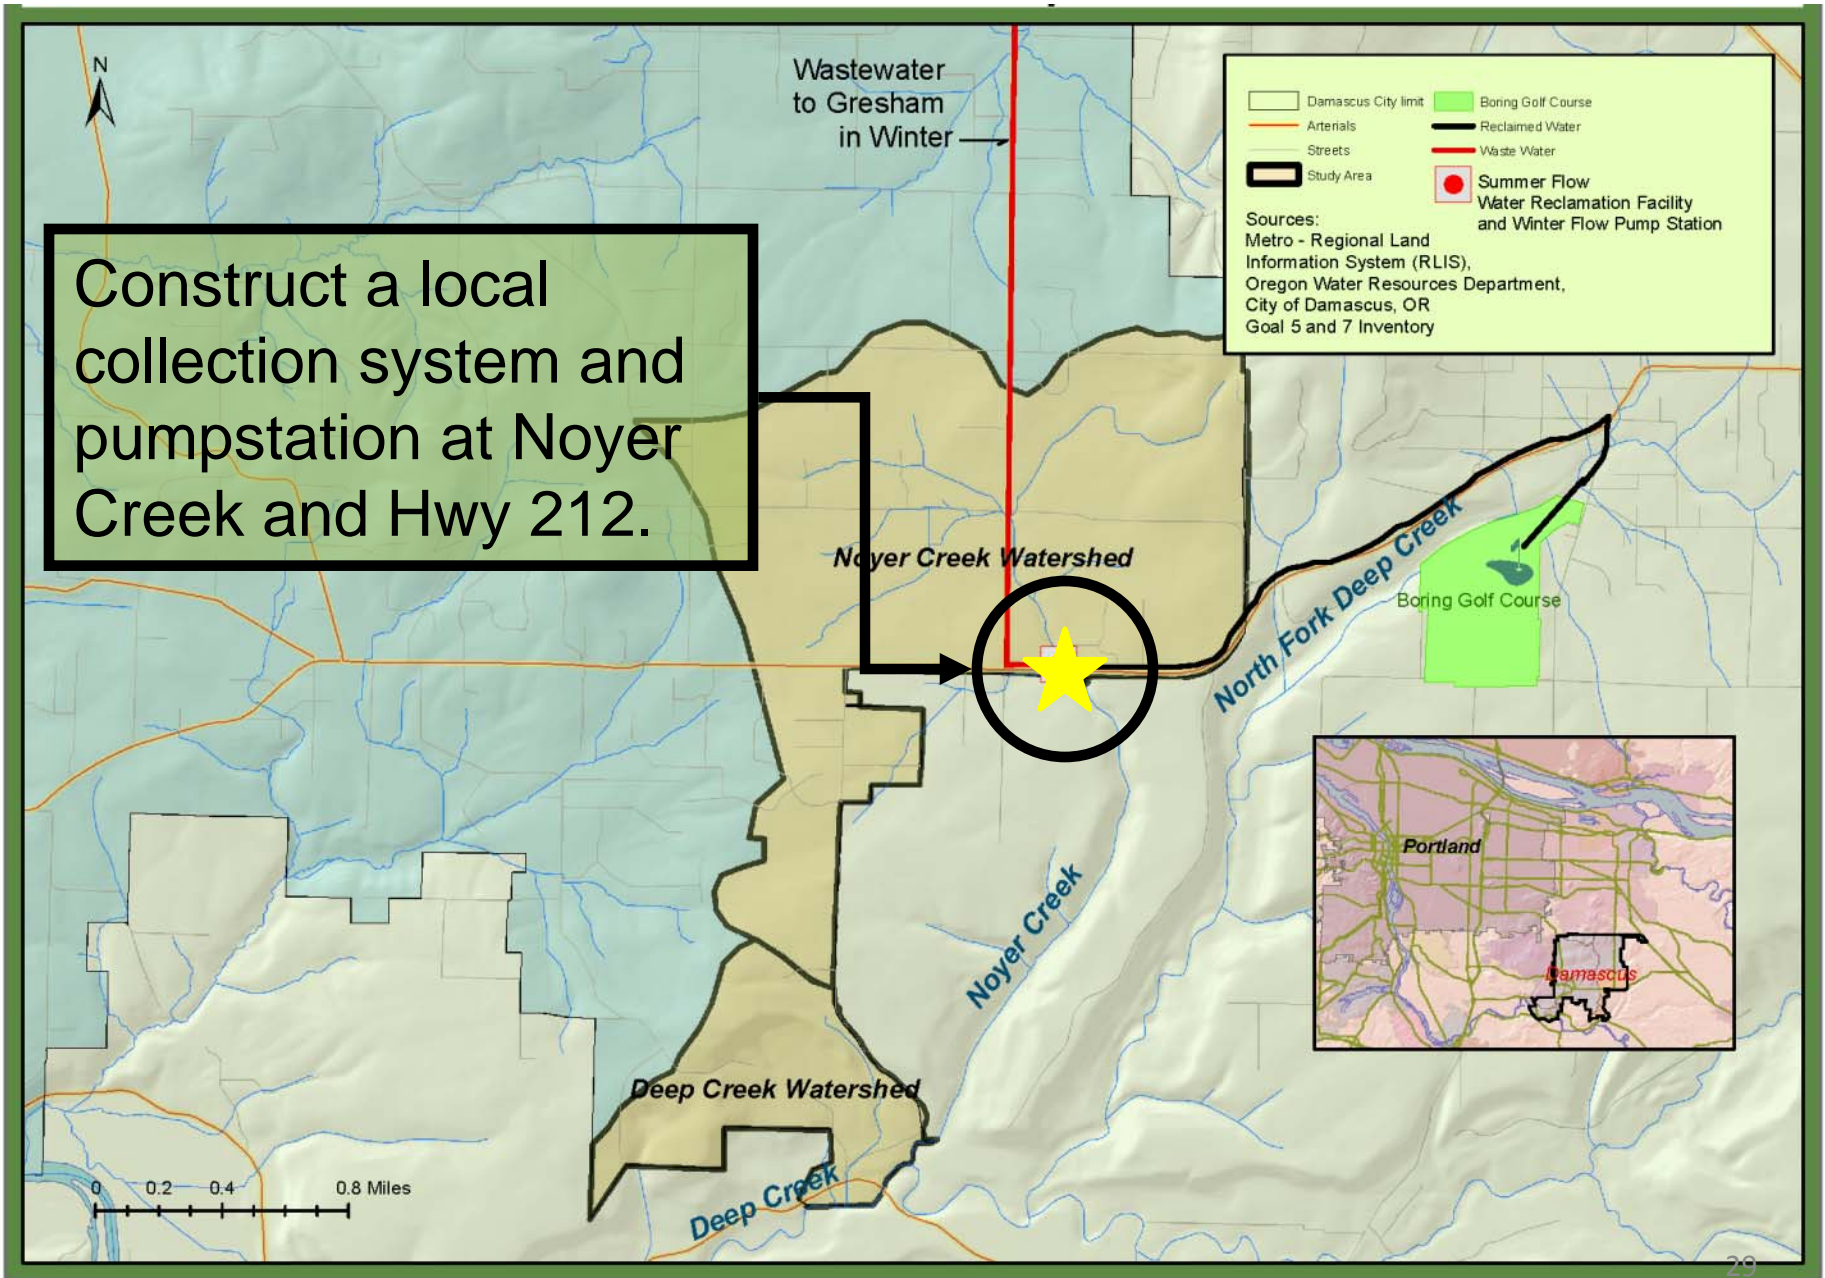 N
Wastewater
to Gresham
in Winter
Damascus City limit
Arterials
Streets
Study Area
Boring Golf Course
Reclaimed Water
Waste Water
Summer Flow
Water Reclamation Facility
and Winter Flow Pump Station
Sources:
Metro - Regional Land
Information System (RLIS),
Oregon Water Resources Department,
City of Damascus, OR
Goal 5 and 7 Inventory
Construct a local
collection system and
pumpstation at Noyer
Creek and Hwy 212.
Noyer Creek Watershed
North Fork Deep Creek
Boring Golf Course
Portland
Damascus
Noyer Creek
Deep Creek Watershed
Deep Creek
0 0.2 0.4 0.8 Miles
29